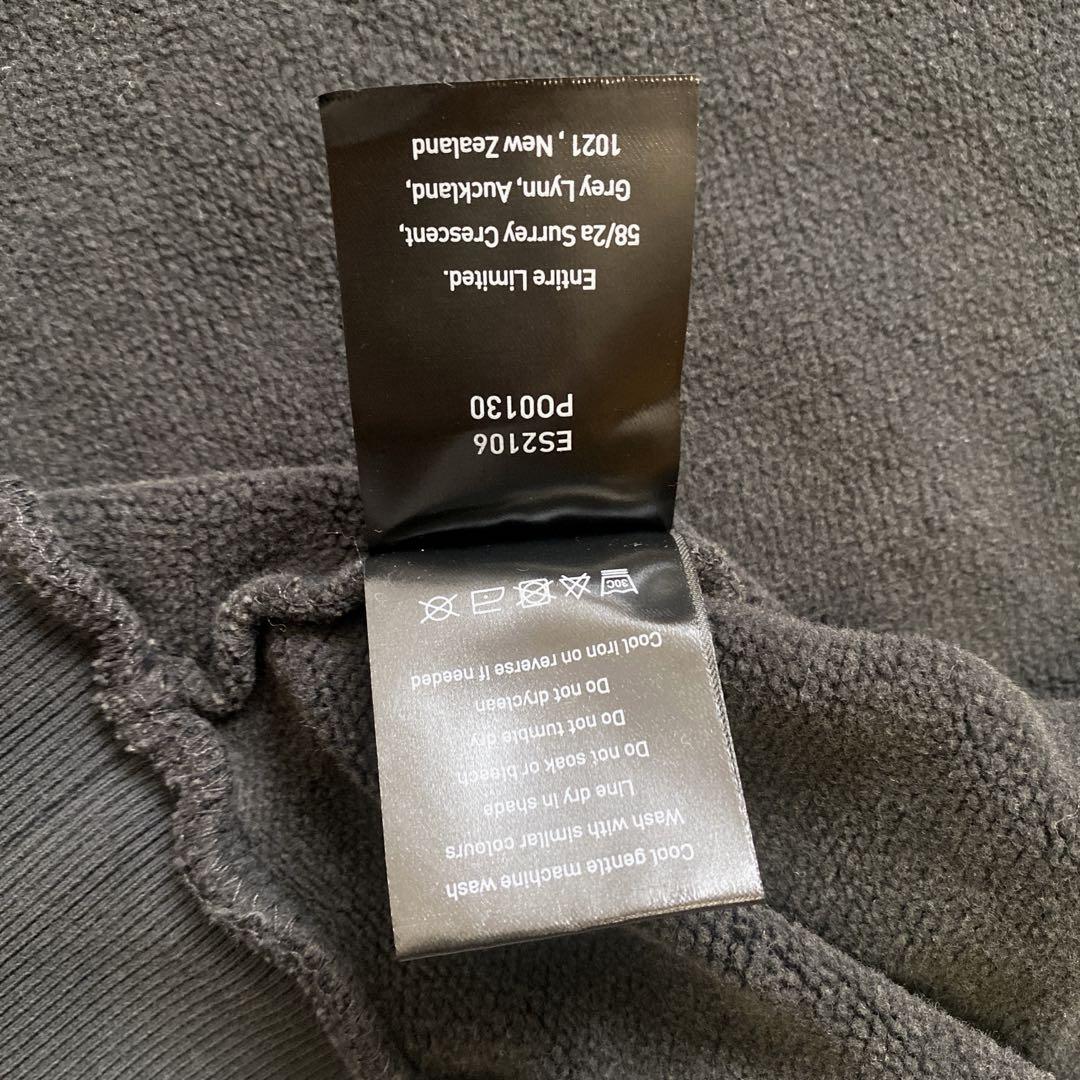 Cool gentle machine wash
Wash with similar colours
Line dry in shade
Do not soak or bleach
Do not tumble dry
Do not dryclean
Cool iron on reverse if needed
30C
ES2106
PO0130
Entire Limited.
58/2a Surrey Crescent,
Grey Lynn, Auckland,
1021 , New Zealand